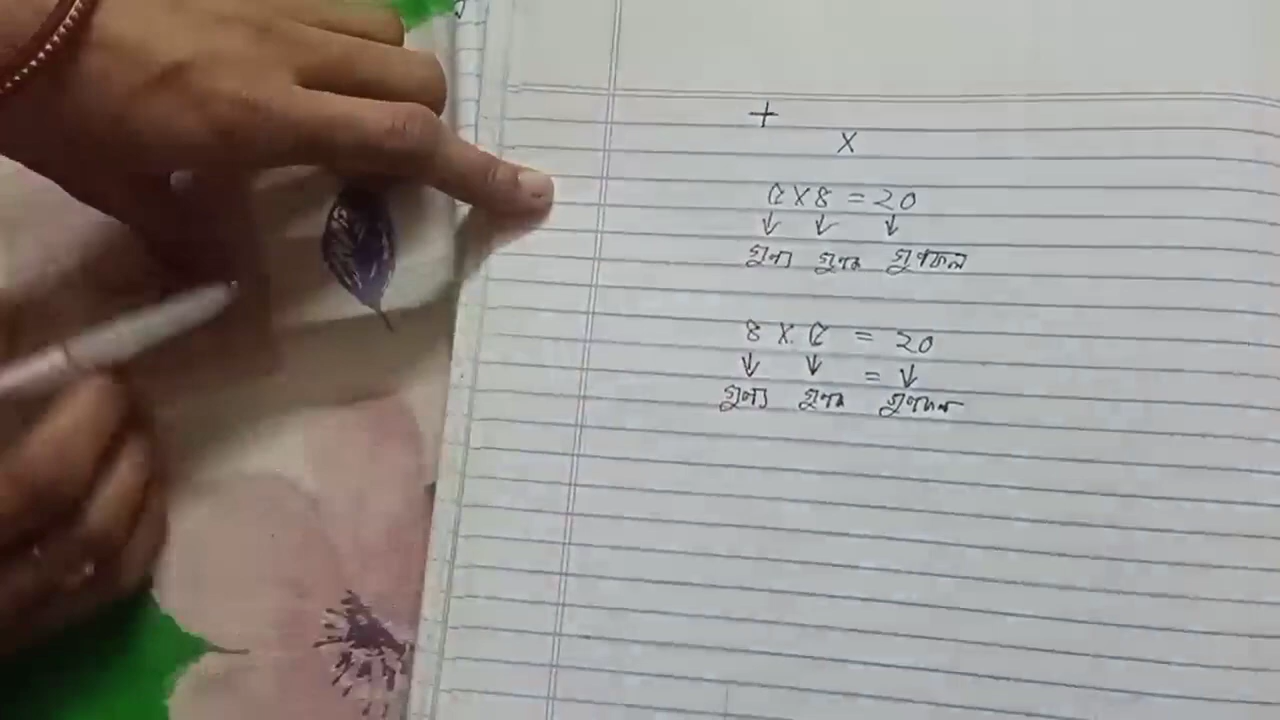 +
×
৫ × ৪ = ২০
↓ ↓ ↓
গুণ্য গুণক গুণফল
৪ × ৫ = ২০
↓ ↓ = ↓
গুণ্য গুণক গুণফল